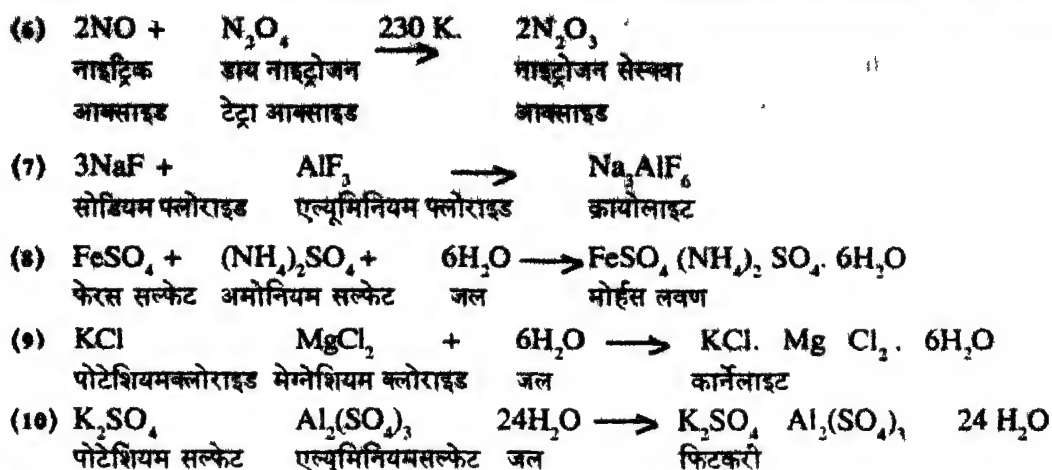 (6) 2NO + N₂O₄ 230 K. → 2N₂O₃
नाइट्रिक डाय नाइट्रोजन नाइट्रोजन सेस्क्वा
आक्साइड टेट्रा आक्साइड आक्साइड
(7) 3NaF + AlF₃ → Na₃AlF₆
सोडियम फ्लोराइड एल्यूमिनियम फ्लोराइड क्रायोलाइट
(8) FeSO₄ + (NH₄)₂SO₄ + 6H₂O → FeSO₄ (NH₄)₂ SO₄. 6H₂O
फेरस सल्फेट अमोनियम सल्फेट जल मोर्हस लवण
(9) KCl MgCl₂ + 6H₂O → KCl. Mg Cl₂. 6H₂O
पोटेशियमक्लोराइड मेग्नेशियम क्लोराइड जल कार्नेलाइट
(10) K₂SO₄ Al₂(SO₄)₃ 24H₂O → K₂SO₄ Al₂(SO₄)₃ 24 H₂O
पोटेशियम सल्फेट एल्यूमिनियमसल्फेट जल फिटकरी